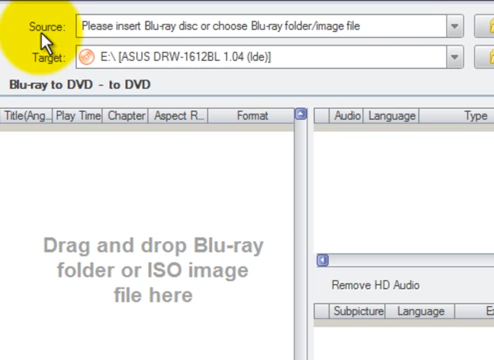 Source: Please insert Blu-ray disc or choose Blu-ray folder/image file
Target: E:\ [ASUS DRW-1612BL 1.04 (Ide)]
Blu-ray to DVD - to DVD
Title(Ang... Play Time Chapter Aspect R... Format Audio Language Type
Drag and drop Blu-ray
folder or ISO image
file here
Remove HD Audio
Subpicture Language